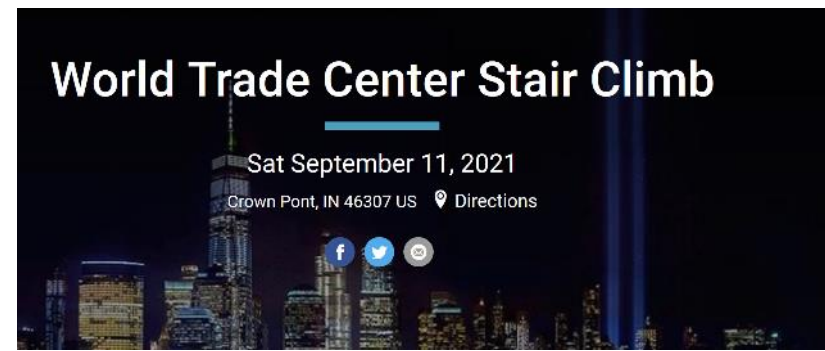 World Trade Center Stair Climb
Sat September 11, 2021
Crown Pont, IN 46307 US Directions